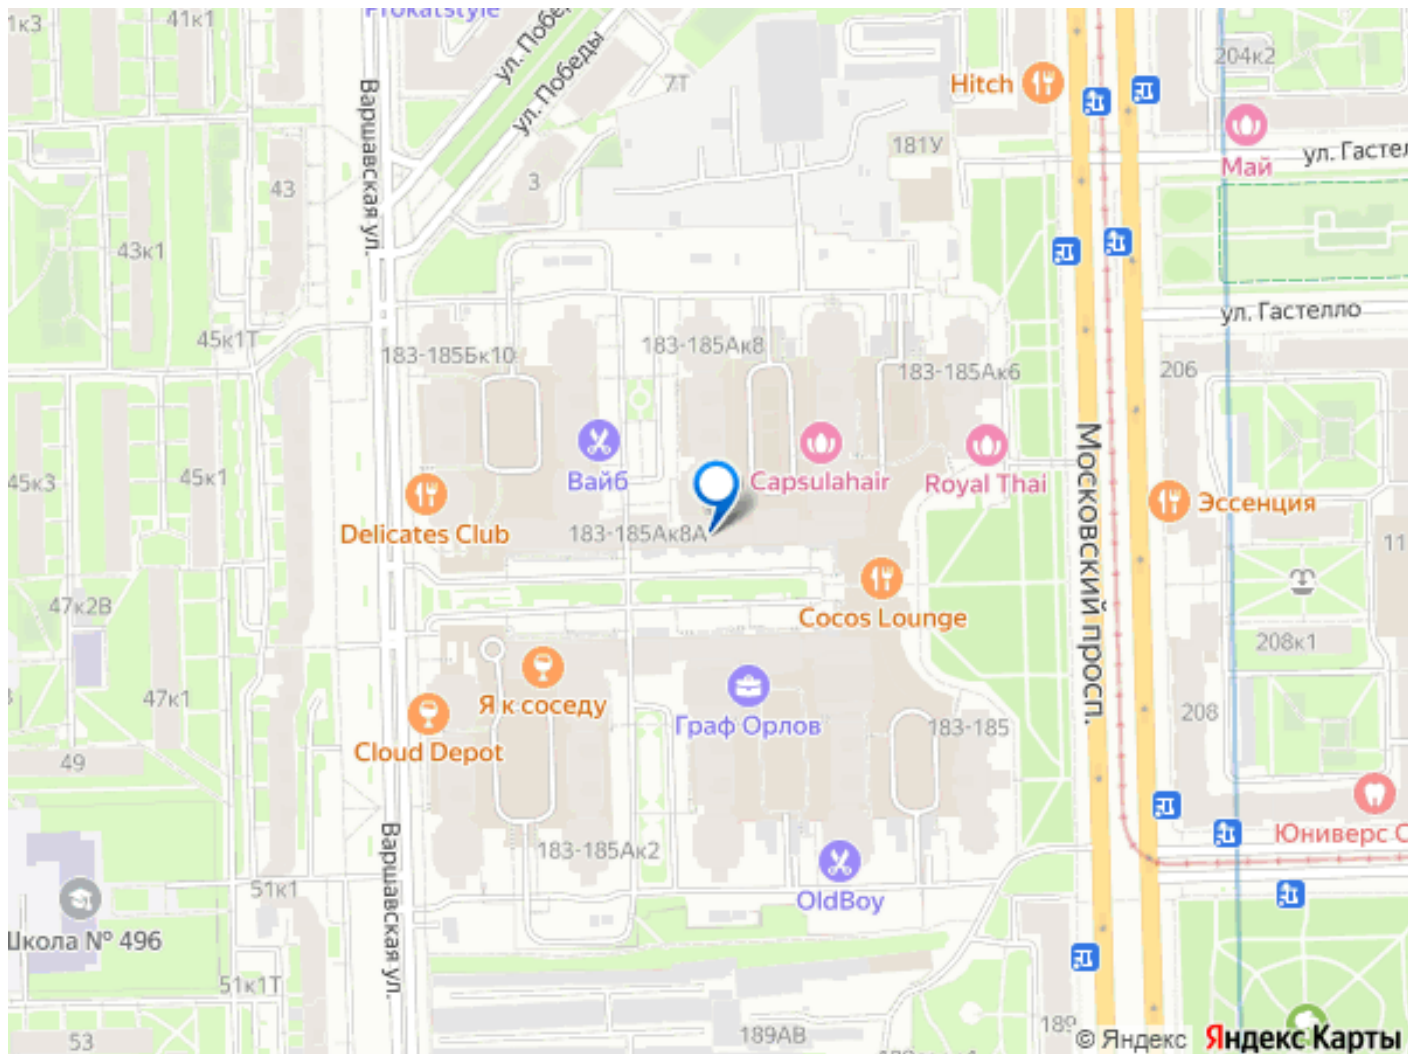 Prokatstyle
1к3
41к1
ул. Победы
ул. Победы
Варшавская ул.
7Т
Hitch
204к2
181У
Май
ул. Гастел
3
43
43к1
ул. Гастелло
45к1Т
183-185Бк10
183-185Ак8
183-185Ак6
206
Московский просп.
45к3
45к1
Вайб
Capsulahair
Royal Thai
Эссенция
Delicates Club
183-185Ак8А
11
47к2В
Cocos Lounge
208к1
47к1
Я к соседу
Граф Орлов
183-185
208
Cloud Depot
49
Юниверс С
Варшавская ул.
183-185Ак2
51к1
OldBoy
Школа № 496
51к1Т
53
189АВ
189
© Яндекс Яндекс Карты